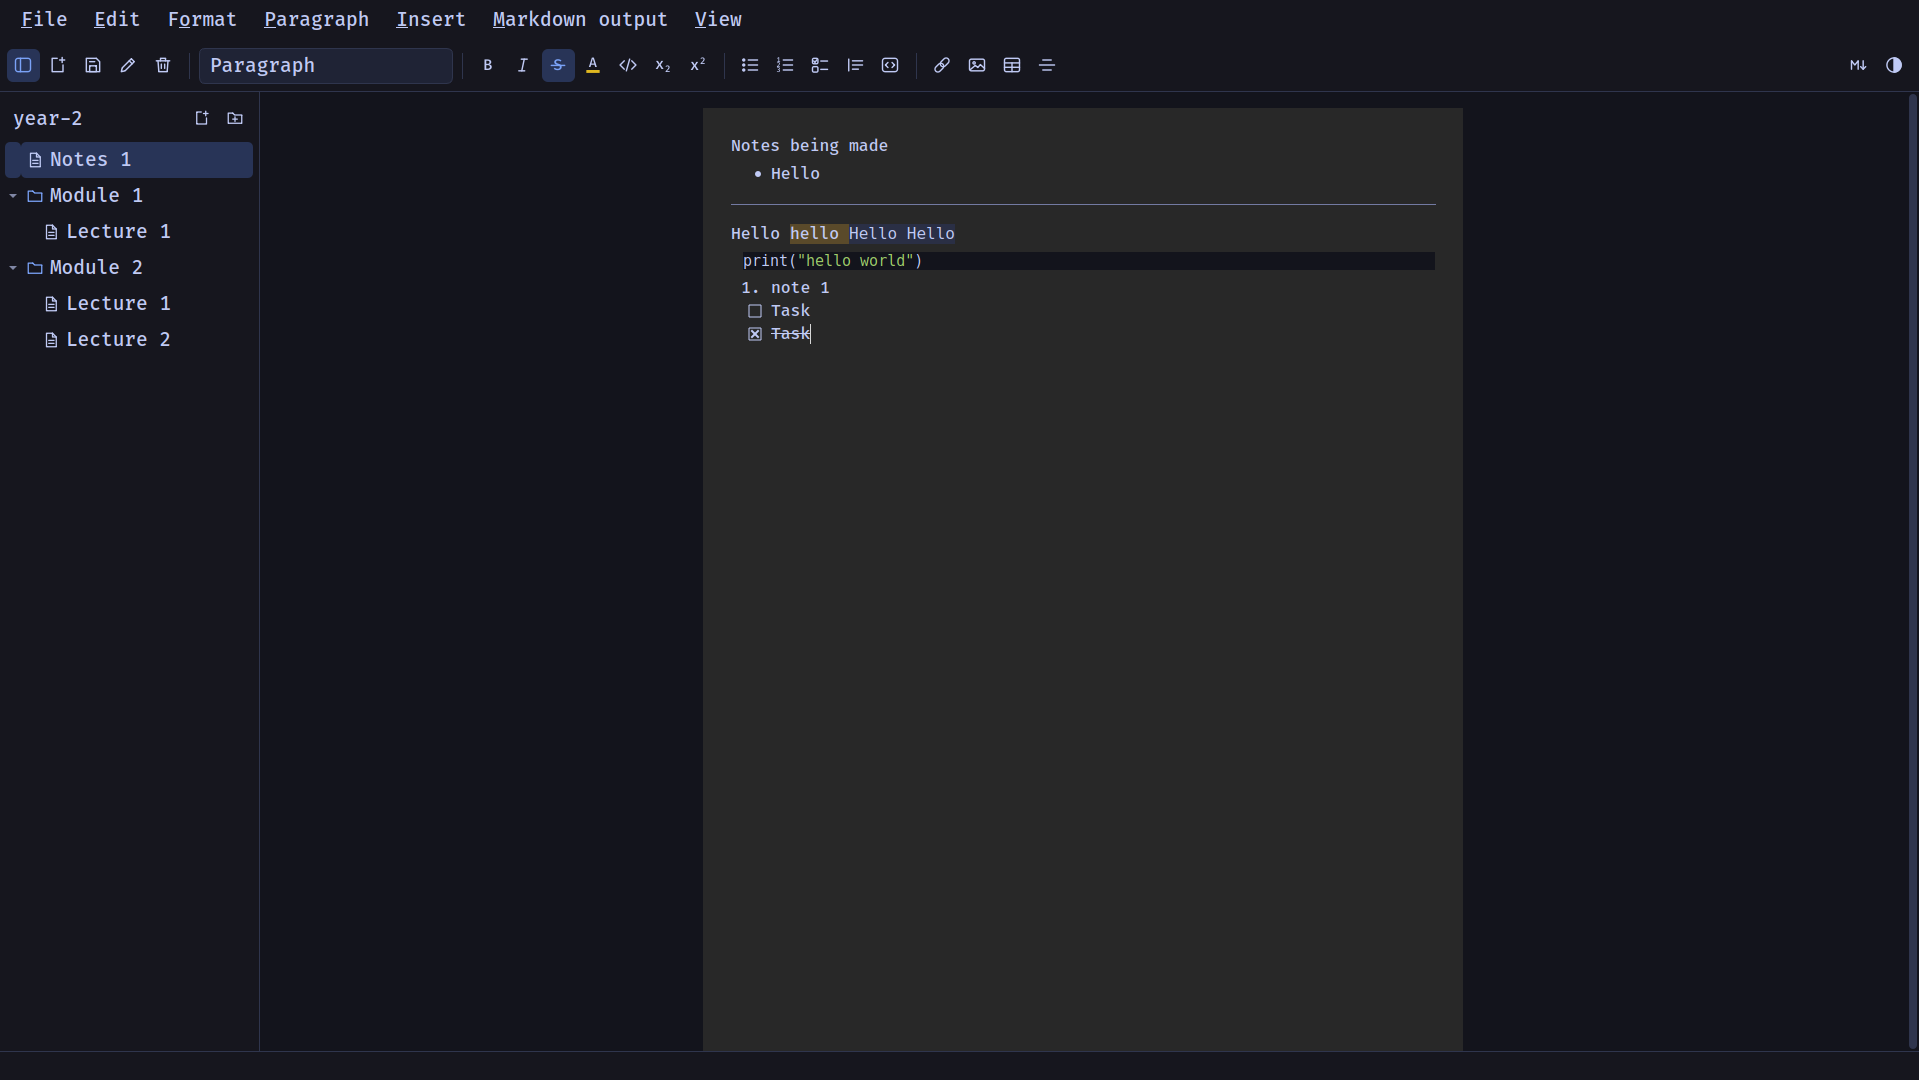 File Edit Format Paragraph Insert Markdown output View
Paragraph B I S A </> x₂ x² M↓
year-2
Notes 1
Module 1
Lecture 1
Module 2
Lecture 1
Lecture 2
Notes being made
• Hello
Hello hello Hello Hello
print("hello world")
1. note 1
☐ Task
☒ Task